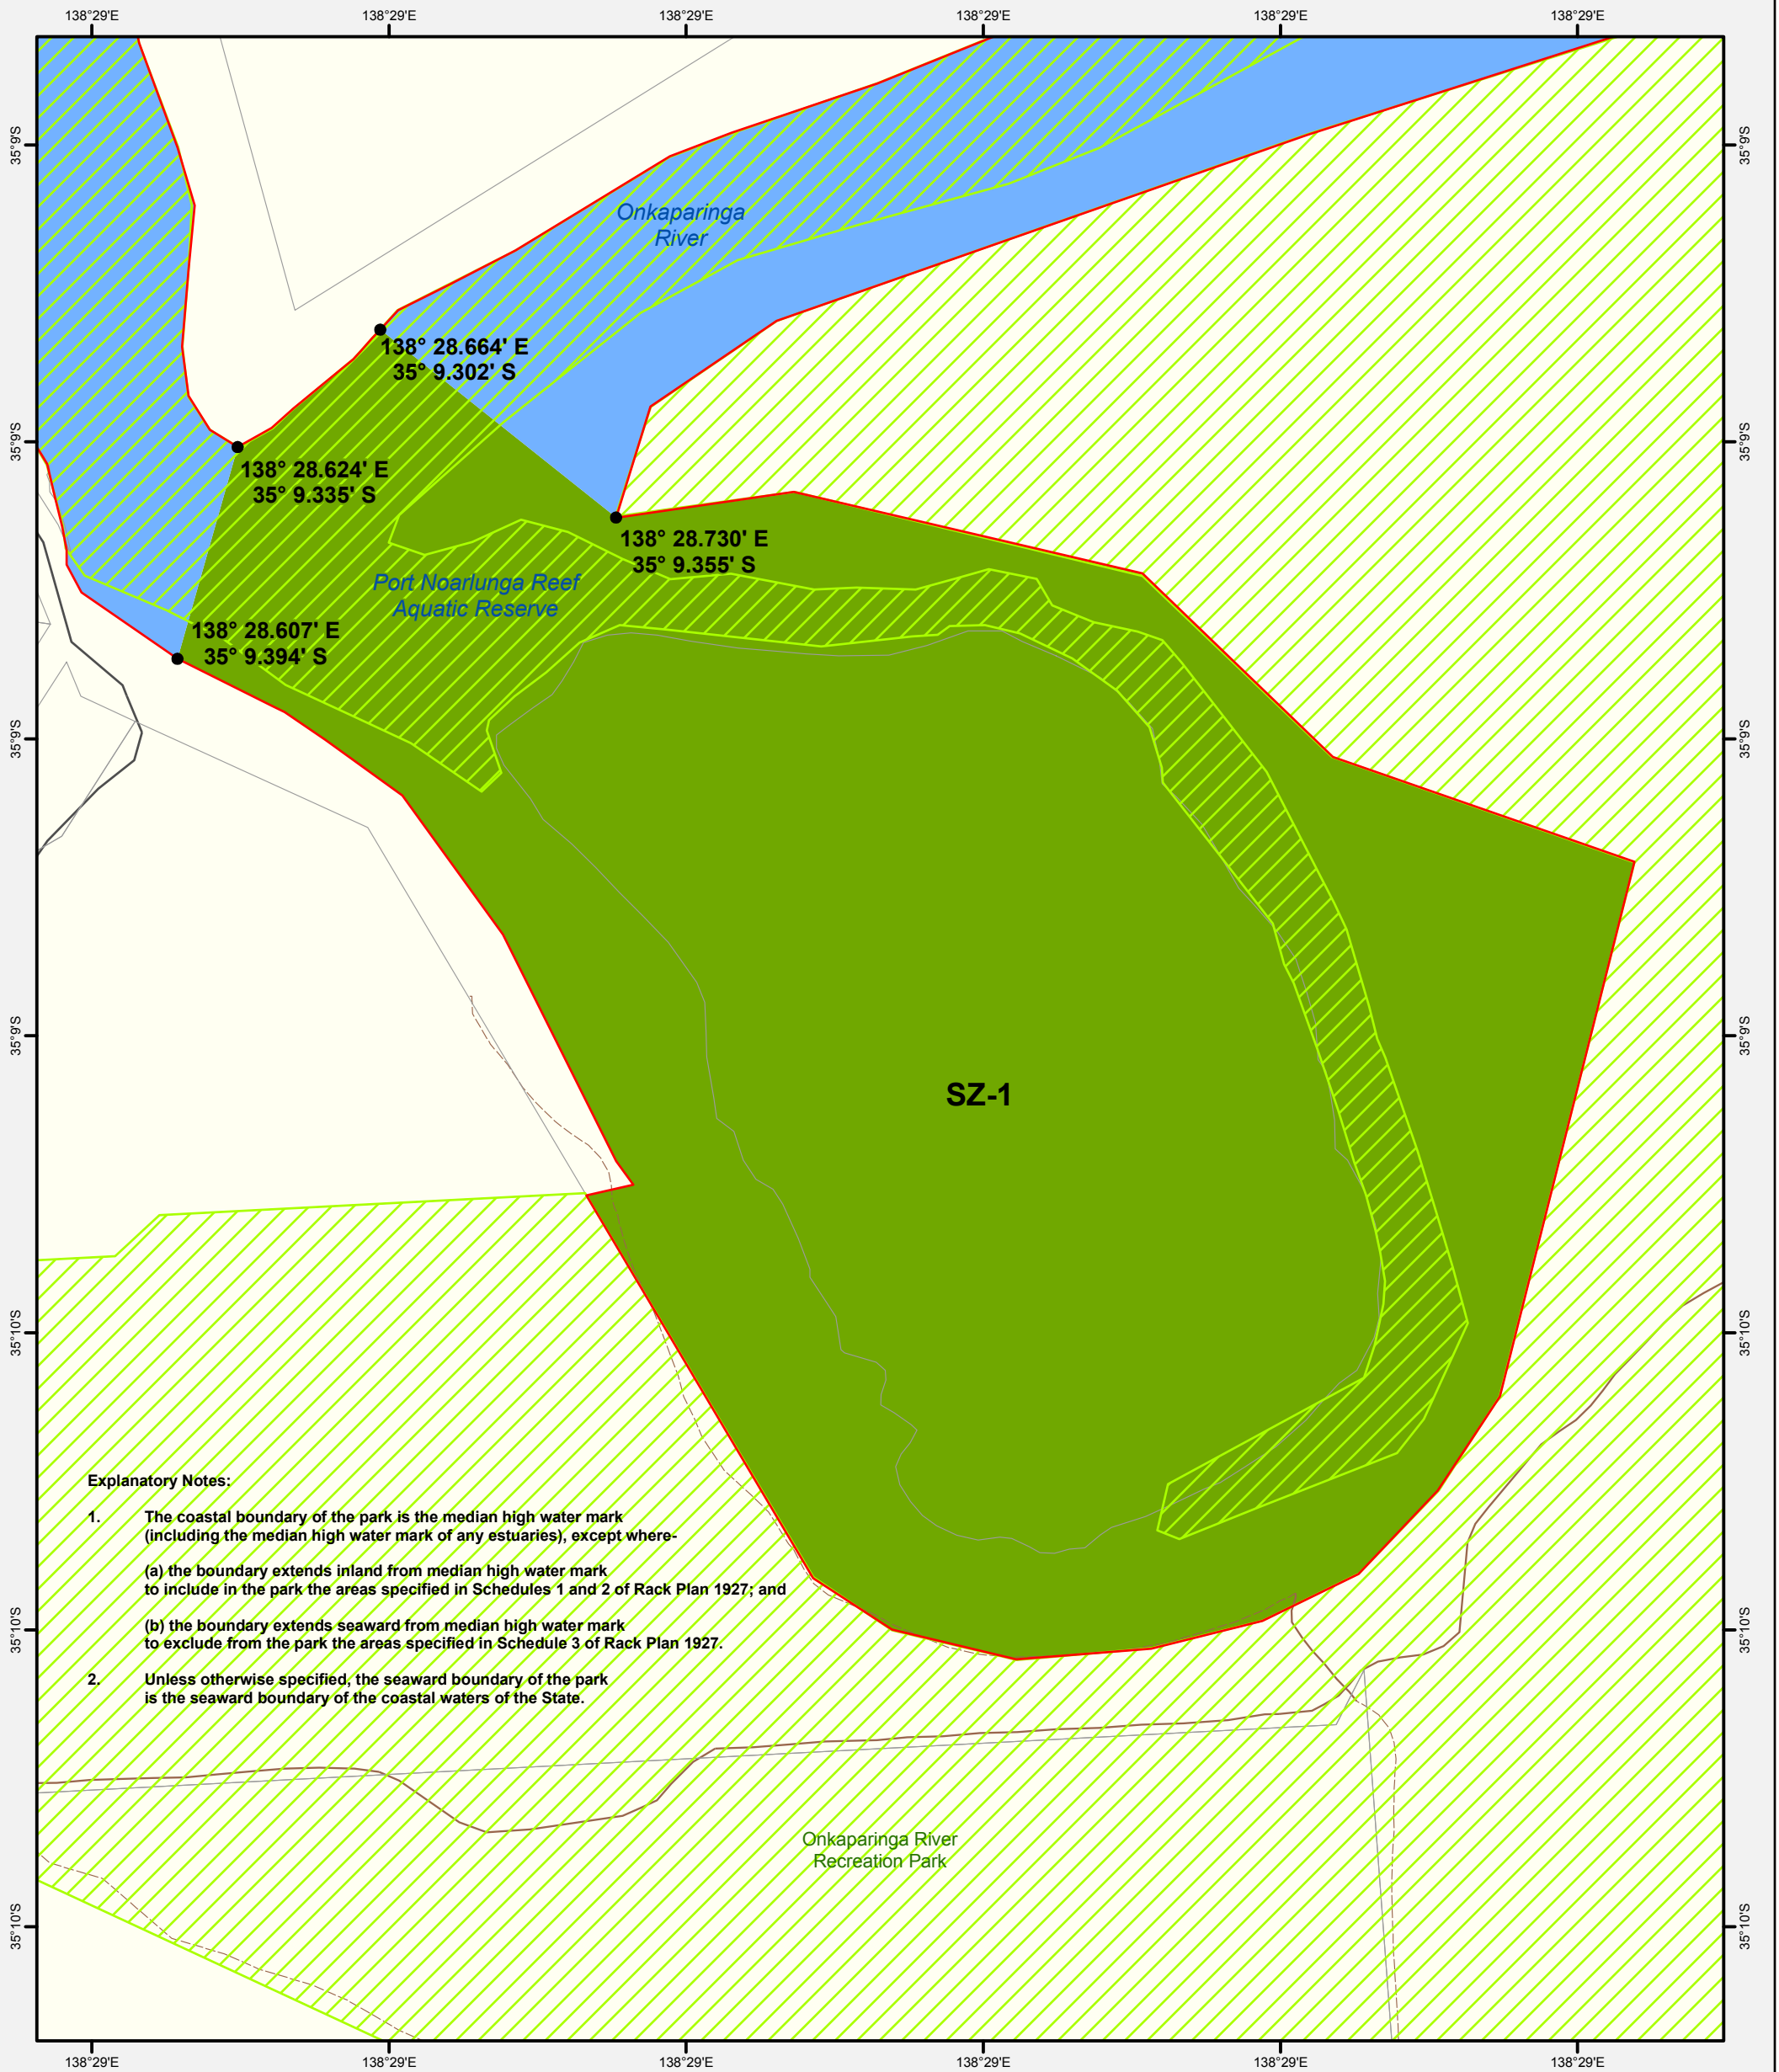 138°29'E 138°29'E 138°29'E 138°29'E 138°29'E 138°29'E
35°9'S 35°9'S
Onkaparinga
River
138° 28.664' E
35° 9.302' S
35°9'S 35°9'S
138° 28.624' E
35° 9.335' S
138° 28.730' E
35° 9.355' S
Port Noarlunga Reef
Aquatic Reserve
138° 28.607' E
35° 9.394' S
35°9'S 35°9'S
35°9'S 35°9'S
SZ-1
35°10'S 35°10'S
Explanatory Notes:
1. The coastal boundary of the park is the median high water mark
(including the median high water mark of any estuaries), except where-
(a) the boundary extends inland from median high water mark
to include in the park the areas specified in Schedules 1 and 2 of Rack Plan 1927; and
(b) the boundary extends seaward from median high water mark
to exclude from the park the areas specified in Schedule 3 of Rack Plan 1927.
35°10'S 35°10'S
2. Unless otherwise specified, the seaward boundary of the park
is the seaward boundary of the coastal waters of the State.
Onkaparinga River
Recreation Park
35°10'S 35°10'S
138°29'E 138°29'E 138°29'E 138°29'E 138°29'E 138°29'E